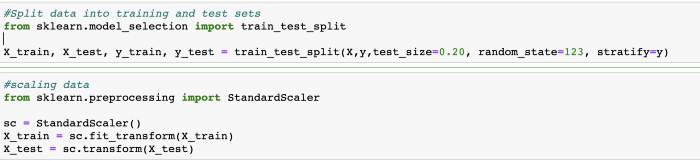 #Split data into training and test sets
from sklearn.model_selection import train_test_split
X_train, X_test, y_train, y_test = train_test_split(X,y,test_size=0.20, random_state=123, stratify=y)
#scaling data
from sklearn.preprocessing import StandardScaler
sc = StandardScaler()
X_train = sc.fit_transform(X_train)
X_test = sc.transform(X_test)